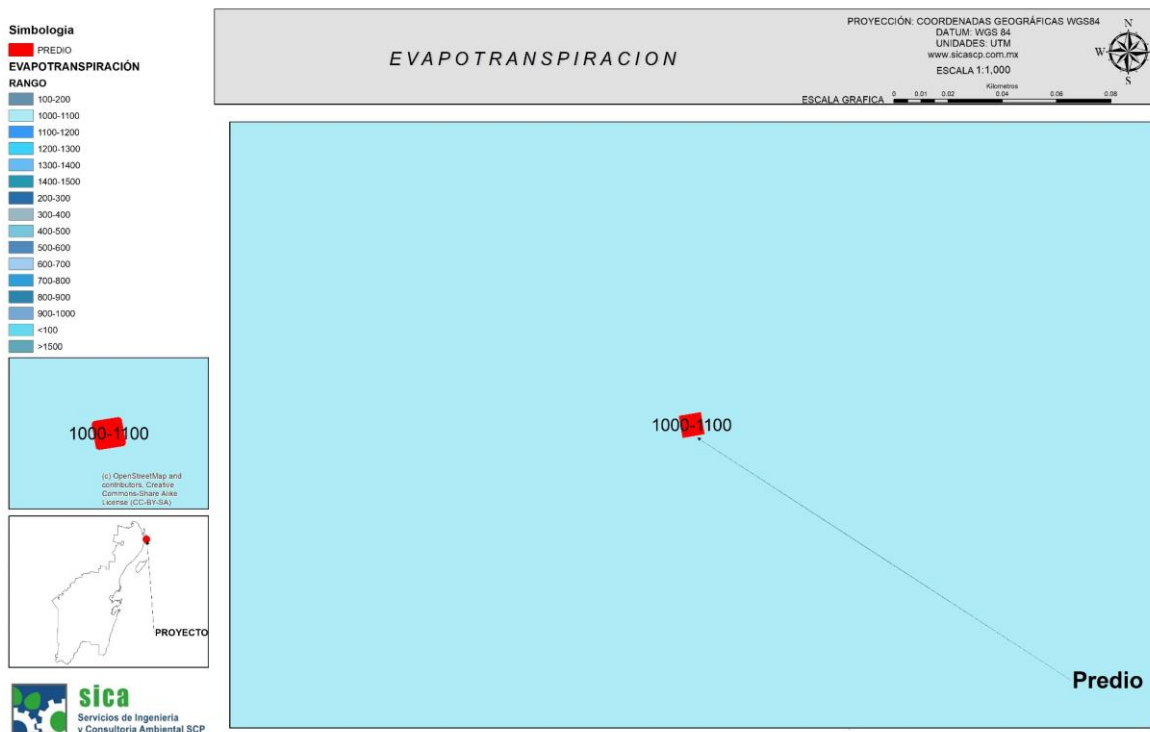 Simbología
PREDIO
EVAPOTRANSPIRACIÓN
RANGO
100-200
1000-1100
1100-1200
1200-1300
1300-1400
1400-1500
200-300
300-400
400-500
500-600
600-700
700-800
800-900
900-1000
<100
>1500
EVAPOTRANSPIRACION
PROYECCIÓN: COORDENADAS GEOGRÁFICAS WGS84
DATUM: WGS 84
UNIDADES: UTM
www.sicascp.com.mx
ESCALA 1:1,000
Kilometros
ESCALA GRAFICA 0 0.01 0.02 0.04 0.06 0.08
N
W E
S
1000-1100
(c) OpenStreetMap and
contributors, Creative
Commons-Share Alike
License (CC-BY-SA)
PROYECTO
sica
Servicios de Ingeniería
y Consultoría Ambiental SCP
1000-1100
Predio